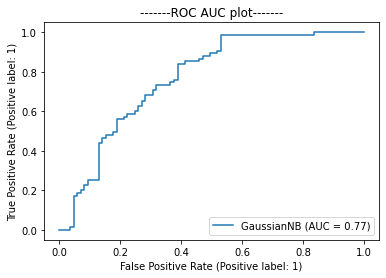 -------ROC AUC plot-------
True Positive Rate (Positive label: 1)
1.0
0.8
0.6
0.4
0.2
0.0
GaussianNB (AUC = 0.77)
0.0 0.2 0.4 0.6 0.8 1.0
False Positive Rate (Positive label: 1)